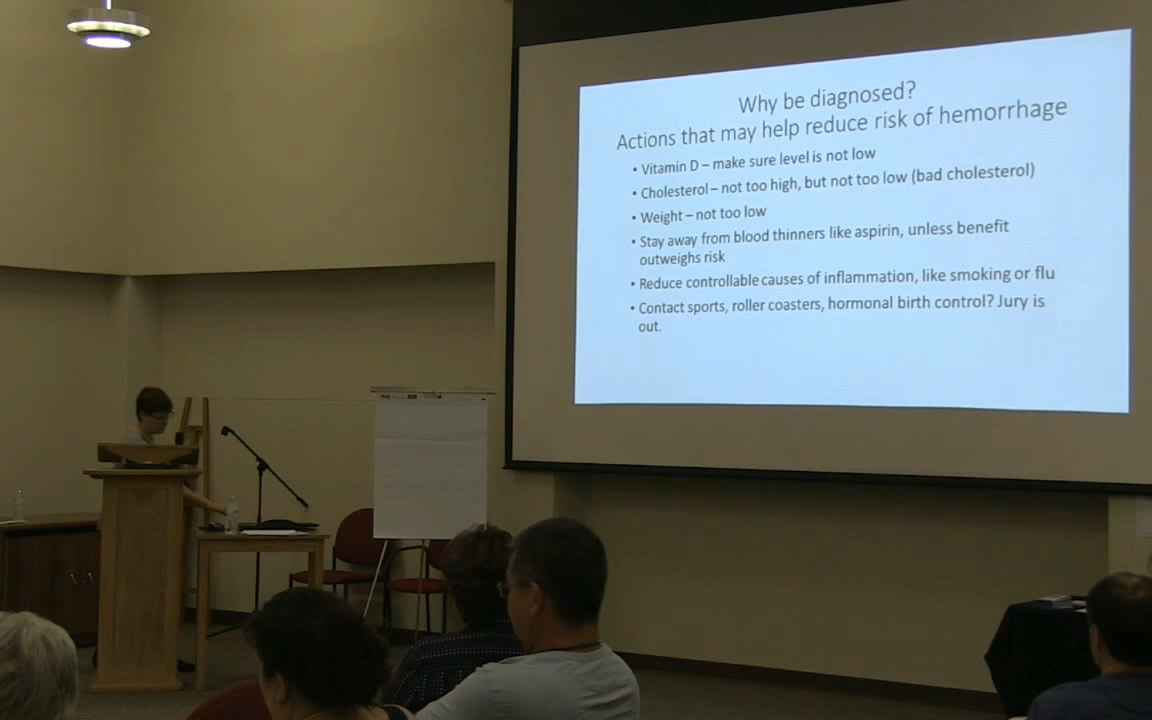 Why be diagnosed?
Actions that may help reduce risk of hemorrhage
• Vitamin D – make sure level is not low
• Cholesterol – not too high, but not too low (bad cholesterol)
• Weight – not too low
• Stay away from blood thinners like aspirin, unless benefit
outweighs risk
• Reduce controllable causes of inflammation, like smoking or flu
• Contact sports, roller coasters, hormonal birth control? Jury is
out.